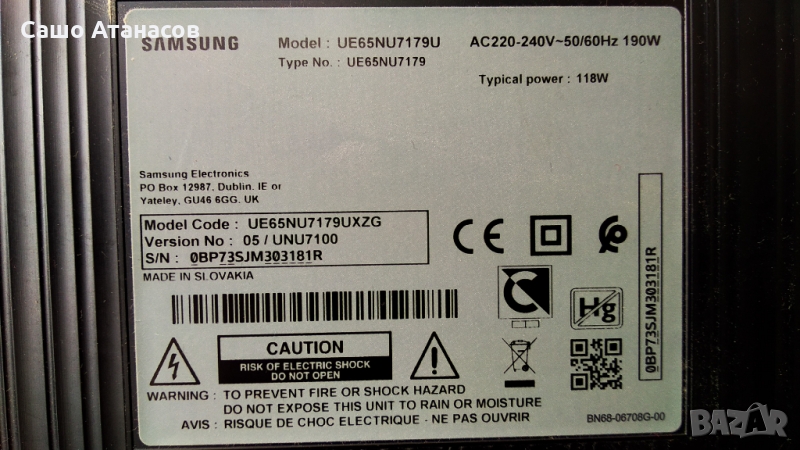 Сашо Атанасов
SAMSUNG
Model : UE65NU7179U
AC220-240V~50/60Hz 190W
Type No. : UE65NU7179
Typical power : 118W
Samsung Electronics
PO Box 12987, Dublin. IE or
Yateley, GU46 6GG. UK
Model Code : UE65NU7179UXZG
Version No : 05 / UNU7100
S/N : 0BP73SJM303181R
MADE IN SLOVAKIA
CE
Hg
0BP73SJM303181R
CAUTION
RISK OF ELECTRIC SHOCK
DO NOT OPEN
WARNING : TO PREVENT FIRE OR SHOCK HAZARD
DO NOT EXPOSE THIS UNIT TO RAIN OR MOISTURE
AVIS : RISQUE DE CHOC ELECTRIQUE - NE PAS OUVRIR
BN68-06708G-00
BAZAR